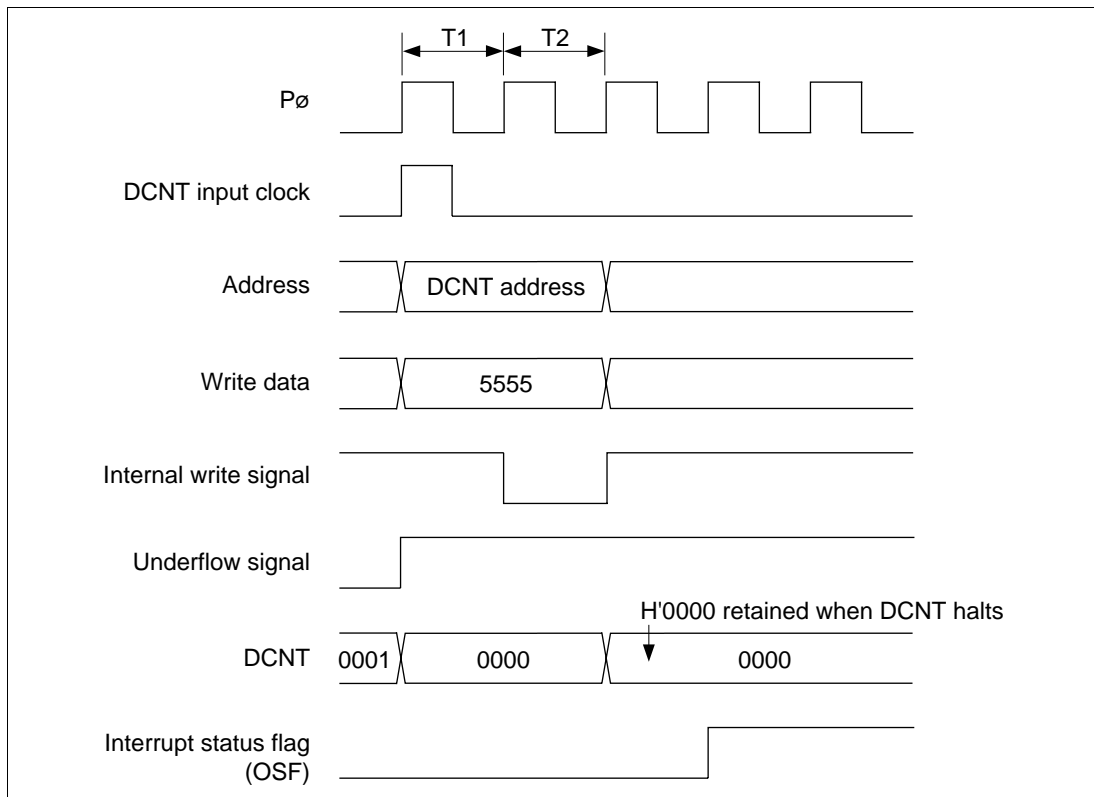 T1 T2
Pø
DCNT input clock
Address DCNT address
Write data 5555
Internal write signal
Underflow signal
H'0000 retained when DCNT halts
DCNT 0001 0000 0000
Interrupt status flag
(OSF)